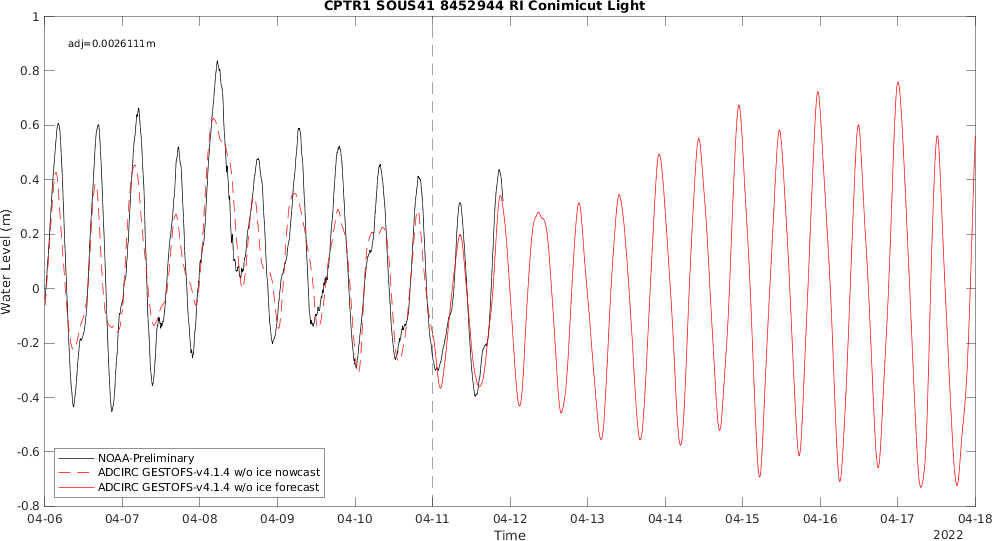 CPTR1 SOUS41 8452944 RI Conimicut Light
adj=0.0026111m
1
0.8
0.6
0.4
0.2
0
-0.2
-0.4
-0.6
-0.8
Water Level (m)
NOAA-Preliminary
ADCIRC GESTOFS-v4.1.4 w/o ice nowcast
ADCIRC GESTOFS-v4.1.4 w/o ice forecast
04-06 04-07 04-08 04-09 04-10 04-11 04-12 04-13 04-14 04-15 04-16 04-17 04-18
Time
2022